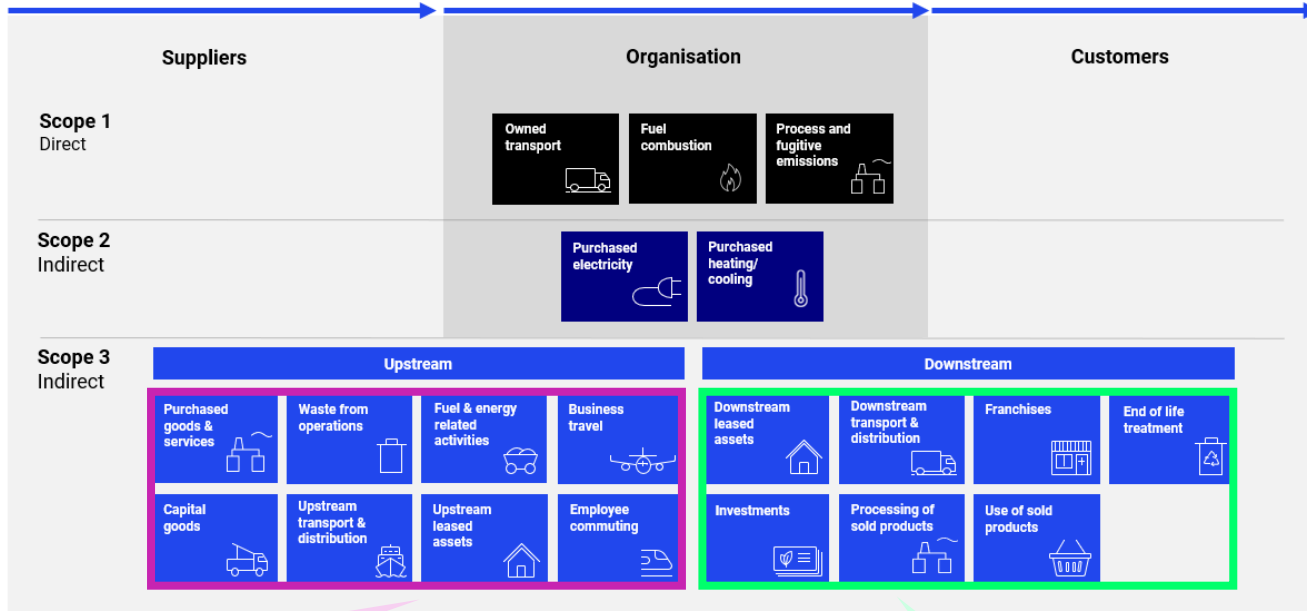 Suppliers
Organisation
Customers
Scope 1
Direct
Owned
transport
Fuel
combustion
Process and
fugitive
emissions
Scope 2
Indirect
Purchased
electricity
Purchased
heating/
cooling
Scope 3
Indirect
Upstream
Downstream
Purchased
goods &
services
Waste from
operations
Fuel & energy
related
activities
Business
travel
Downstream
leased
assets
Downstream
transport &
distribution
Franchises
End of life
treatment
Capital
goods
Upstream
transport &
distribution
Upstream
leased
assets
Employee
commuting
Investments
Processing of
sold products
Use of sold
products